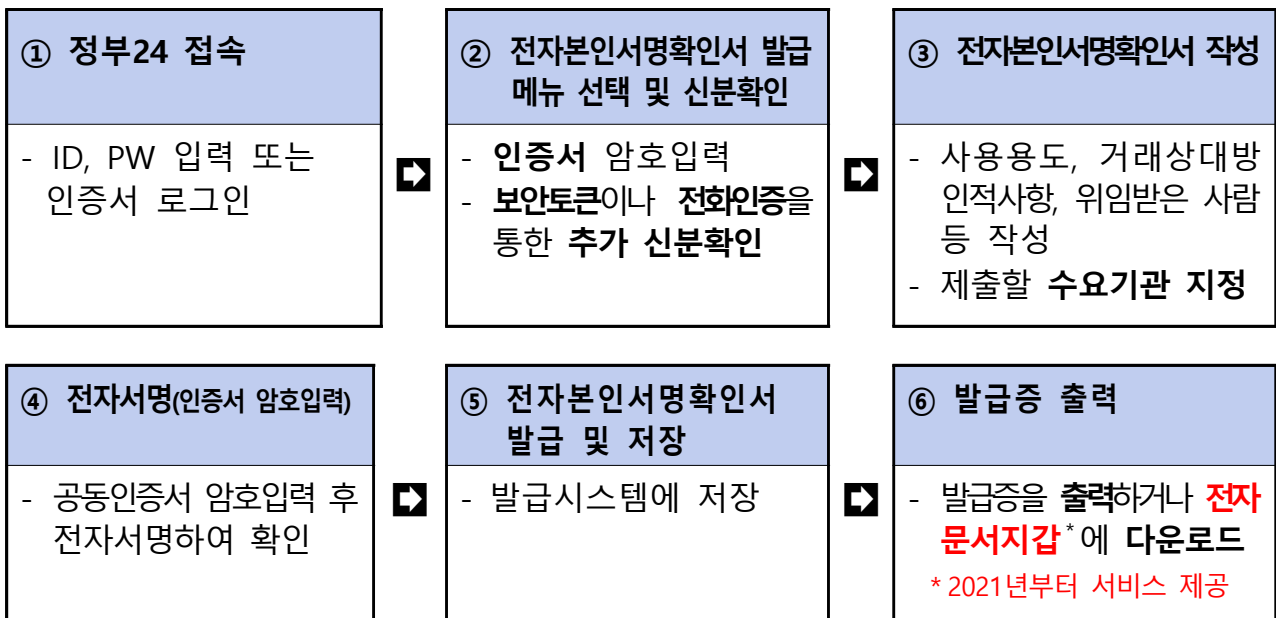 ① 정부24 접속
- ID, PW 입력 또는
인증서 로그인
② 전자본인서명확인서 발급
메뉴 선택 및 신분확인
- 인증서 암호입력
- 보안토큰이나 전화인증을
통한 추가 신분확인
③ 전자본인서명확인서 작성
- 사용용도, 거래상대방
인적사항, 위임받은 사람
등 작성
- 제출할 수요기관 지정
④ 전자서명(인증서 암호입력)
- 공동인증서 암호입력 후
전자서명하여 확인
⑤ 전자본인서명확인서
발급 및 저장
- 발급시스템에 저장
⑥ 발급증 출력
- 발급증을 출력하거나 전자
문서지갑*에 다운로드
* 2021년부터 서비스 제공